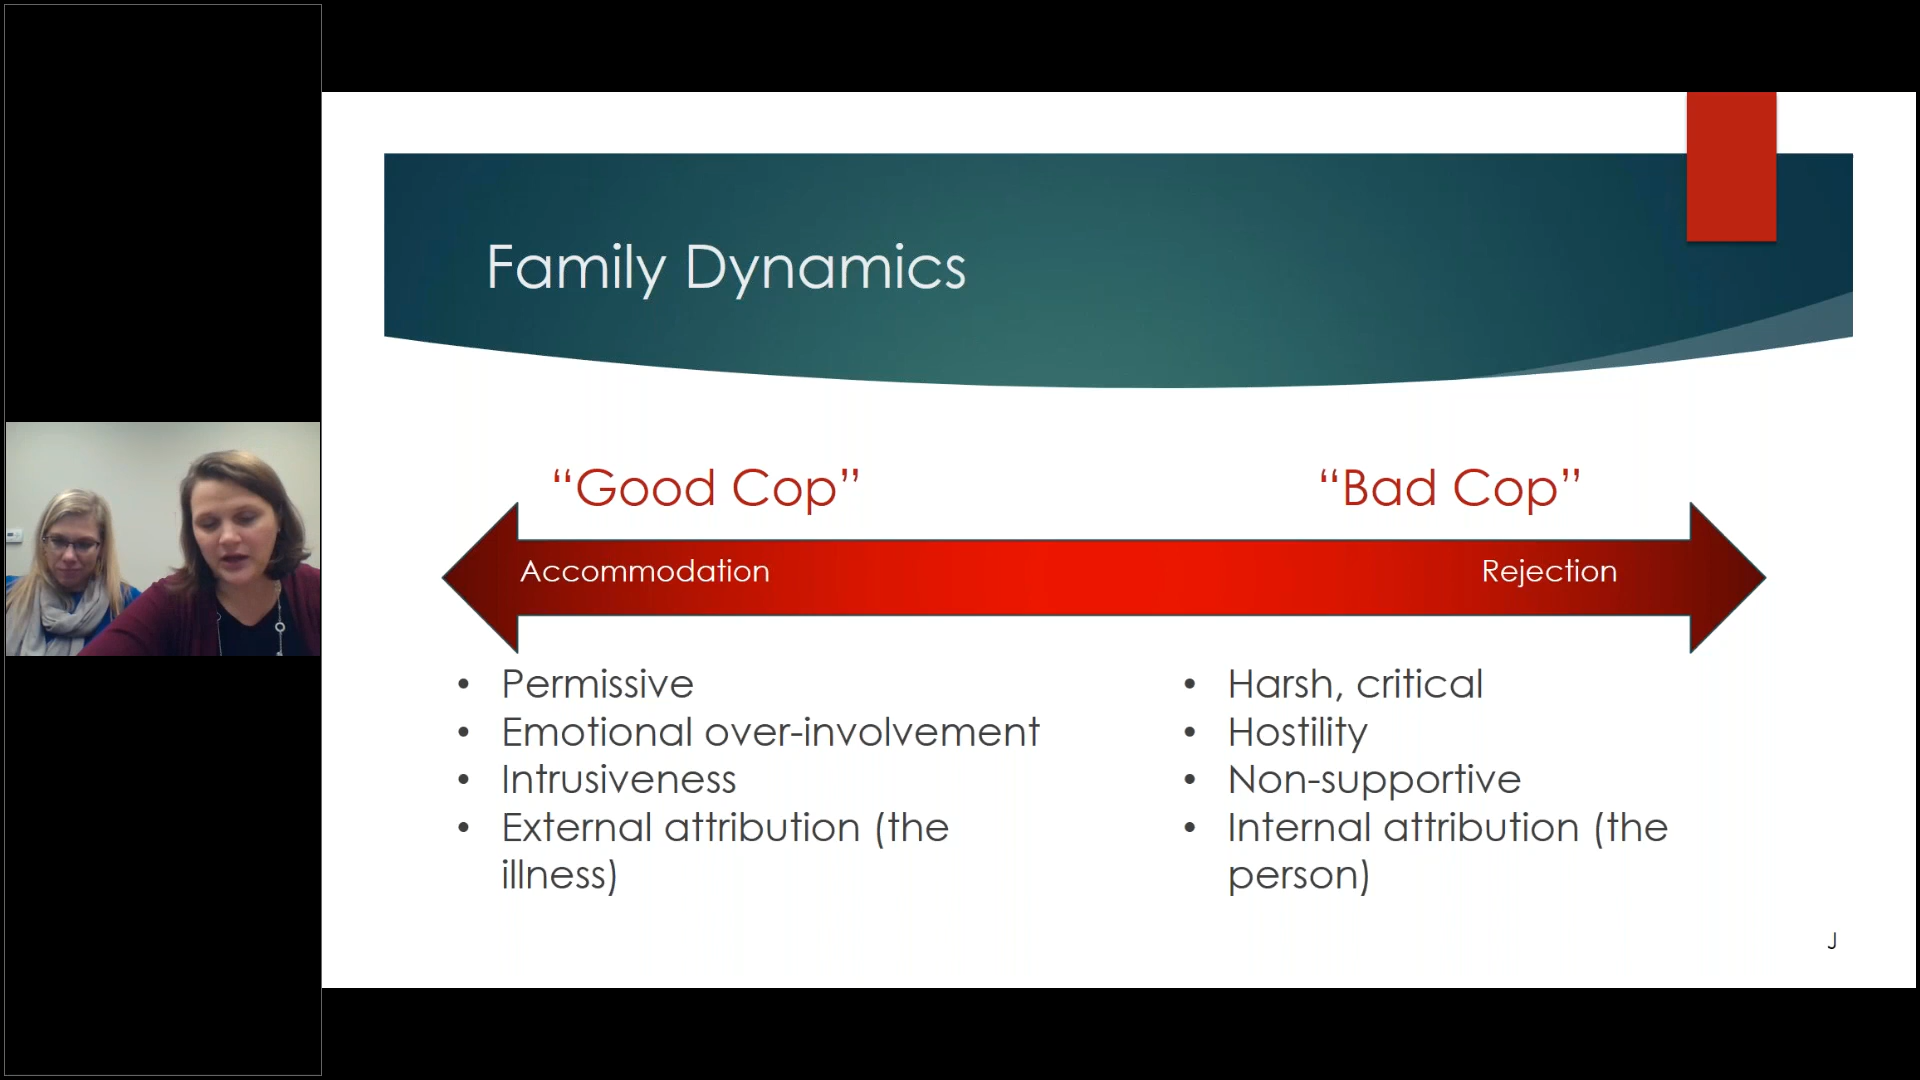 Family Dynamics
“Good Cop”
“Bad Cop”
Accommodation
Rejection
• Permissive
• Emotional over-involvement
• Intrusiveness
• External attribution (the
illness)
• Harsh, critical
• Hostility
• Non-supportive
• Internal attribution (the
person)
J